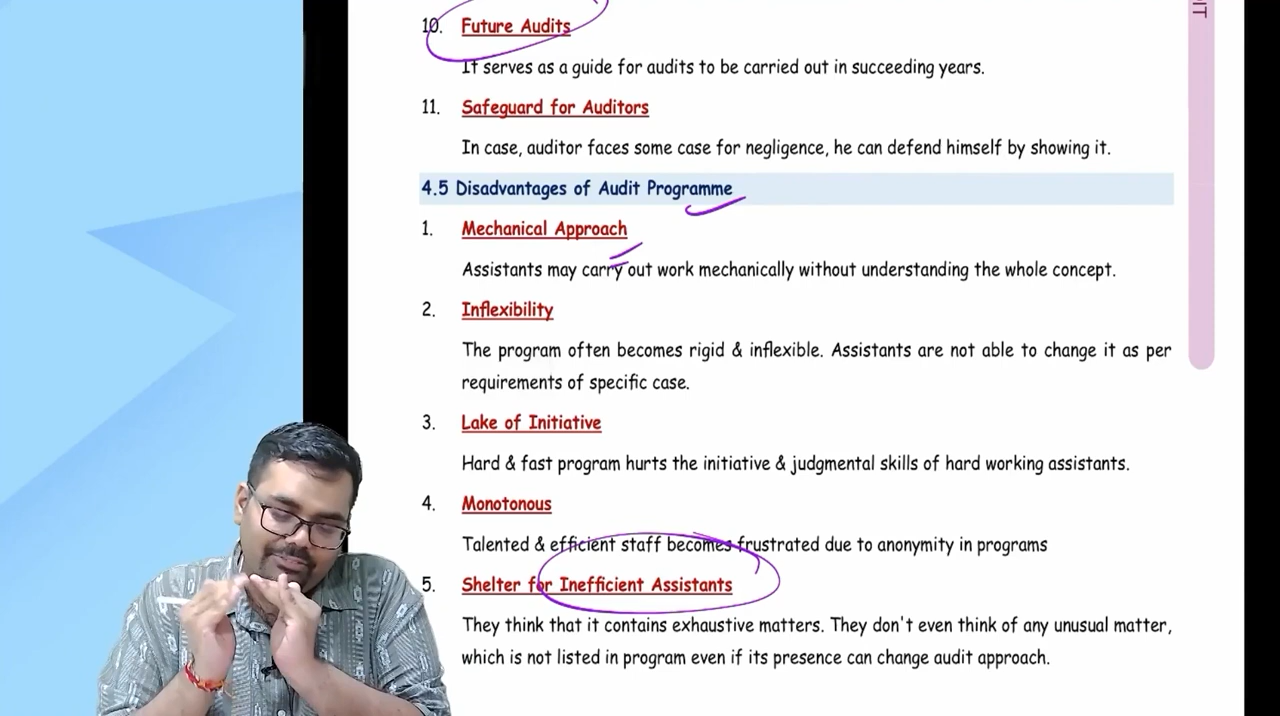 10. Future Audits
It serves as a guide for audits to be carried out in succeeding years.
11. Safeguard for Auditors
In case, auditor faces some case for negligence, he can defend himself by showing it.
4.5 Disadvantages of Audit Programme
1. Mechanical Approach
Assistants may carry out work mechanically without understanding the whole concept.
2. Inflexibility
The program often becomes rigid & inflexible. Assistants are not able to change it as per
requirements of specific case.
3. Lake of Initiative
Hard & fast program hurts the initiative & judgmental skills of hard working assistants.
4. Monotonous
Talented & efficient staff becomes frustrated due to anonymity in programs
5. Shelter for Inefficient Assistants
They think that it contains exhaustive matters. They don't even think of any unusual matter,
which is not listed in program even if its presence can change audit approach.